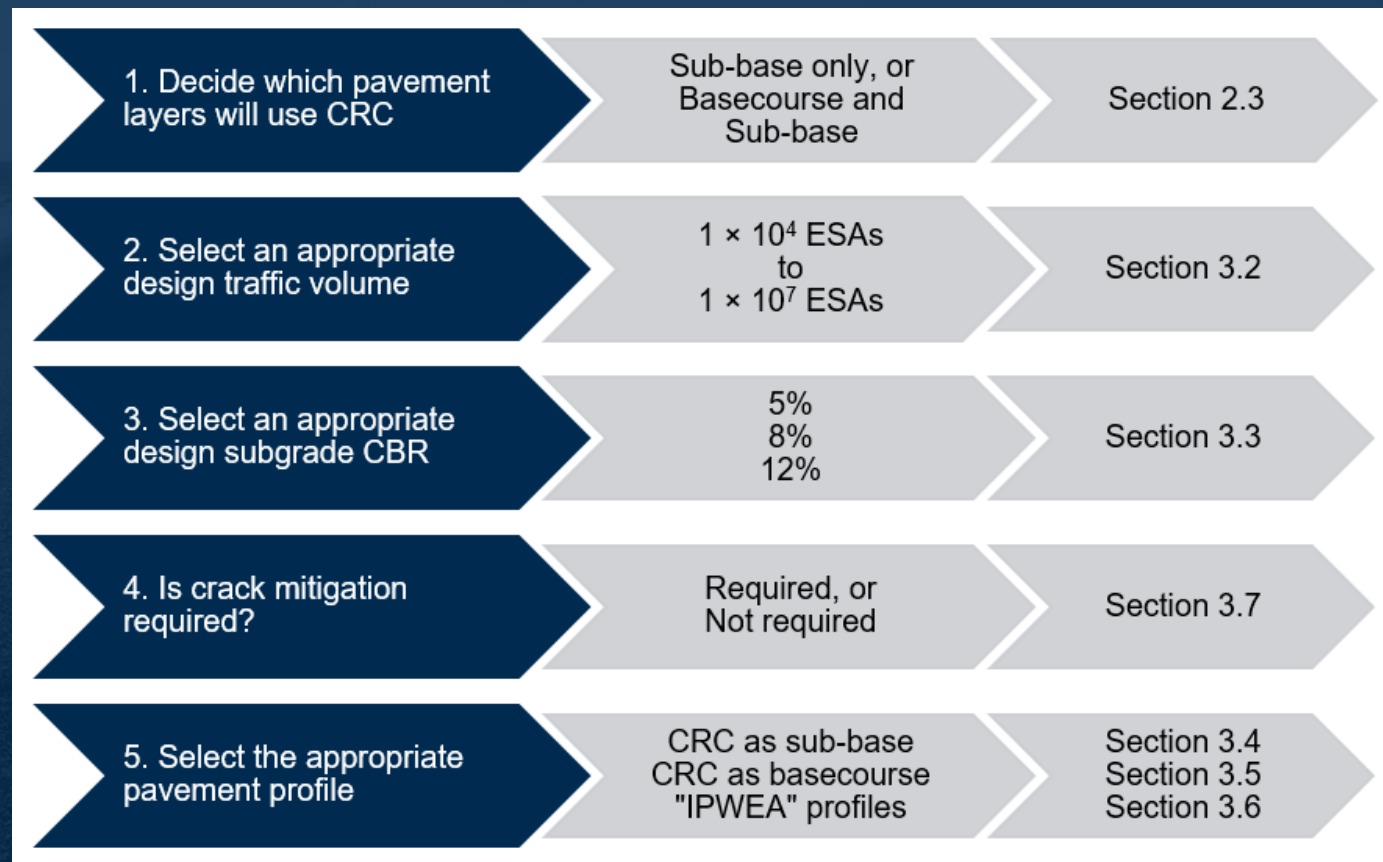 1. Decide which pavement
layers will use CRC
Sub-base only, or
Basecourse and
Sub-base
Section 2.3
2. Select an appropriate
design traffic volume
1 × 10⁴ ESAs
to
1 × 10⁷ ESAs
Section 3.2
3. Select an appropriate
design subgrade CBR
5%
8%
12%
Section 3.3
4. Is crack mitigation
required?
Required, or
Not required
Section 3.7
5. Select the appropriate
pavement profile
CRC as sub-base
CRC as basecourse
"IPWEA" profiles
Section 3.4
Section 3.5
Section 3.6